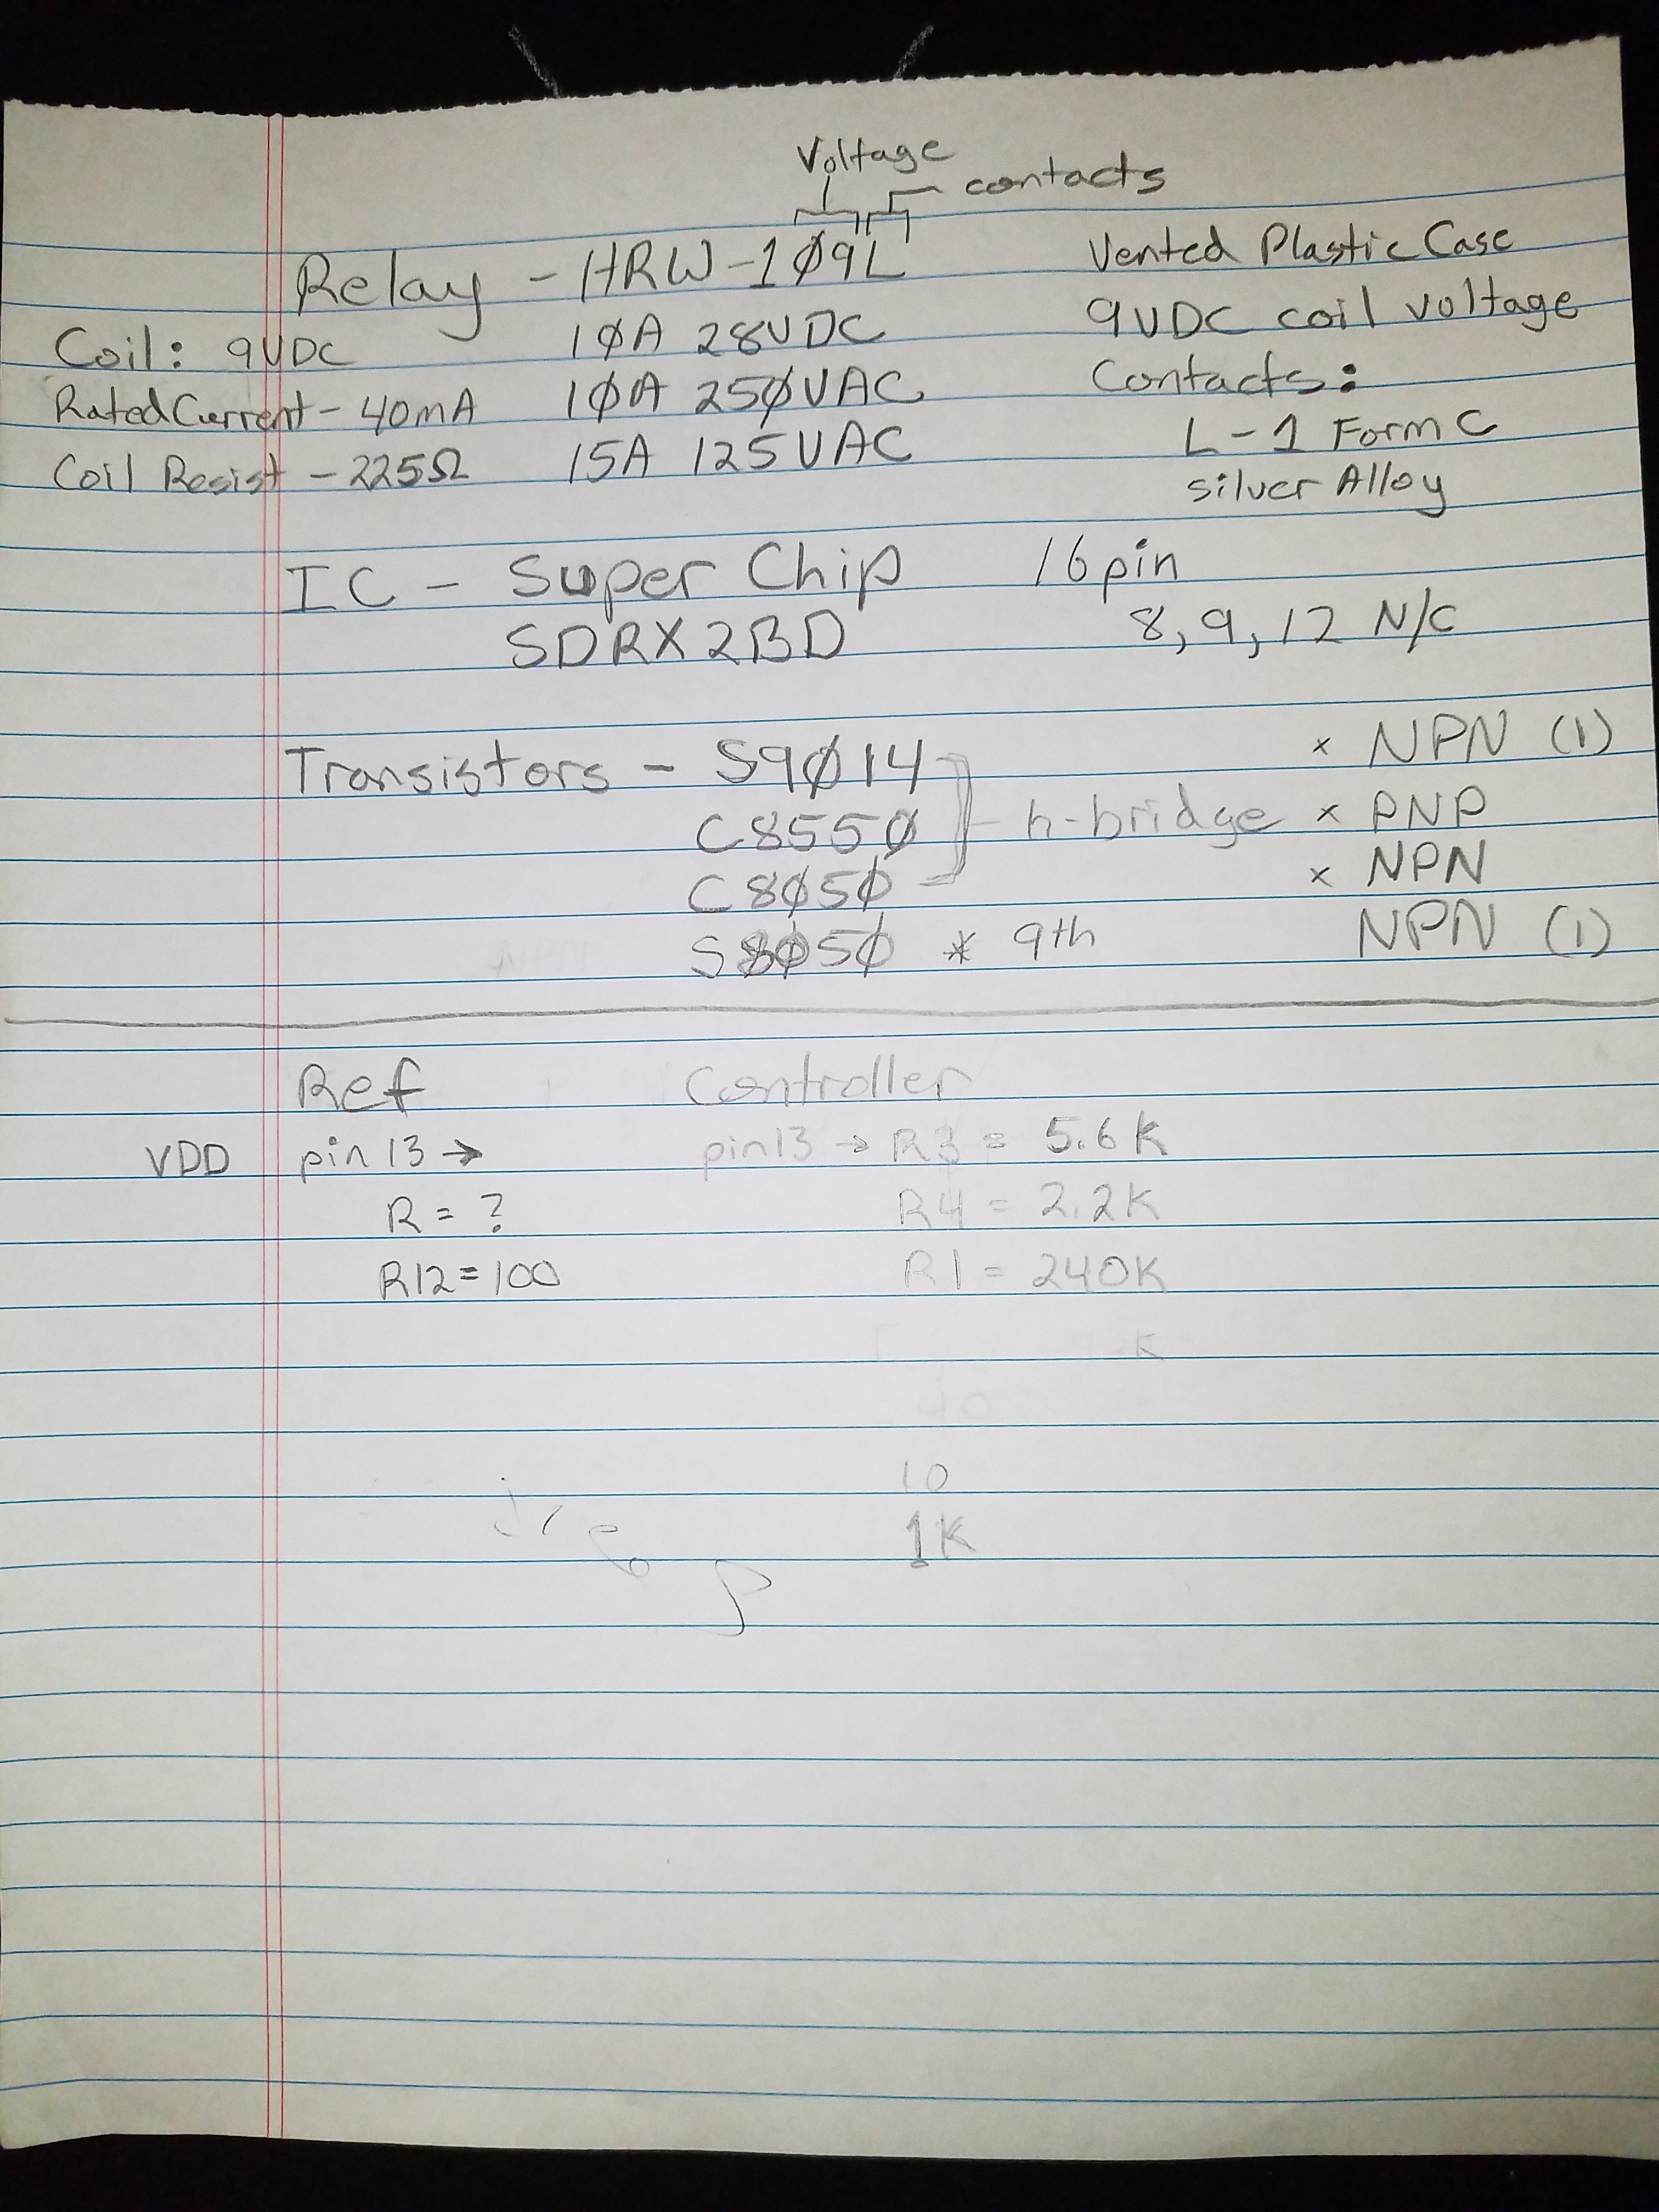 Voltage
contacts
Relay - HRW-1Ø9L
Vented Plastic Case
Coil: 9VDC 1ØA 28VDC
9VDC coil voltage
Rated Current - 40mA 1ØA 25ØVAC
Contacts:
Coil Resist - 225Ω 15A 125VAC
L-1 Form C
silver Alloy
IC - Super Chip 16pin
SDRX2BD 8, 9, 12 N/C
Transistors - S9Ø14 x NPN (1)
C855Ø h-bridge x PNP
C8Ø5Ø x NPN
S8Ø5Ø * 9th NPN (1)
Ref Controller
VDD pin 13 → pin13 → R3 = 5.6K
R = ? R4 = 2.2K
R12=100 R1 = 240K
10
1K